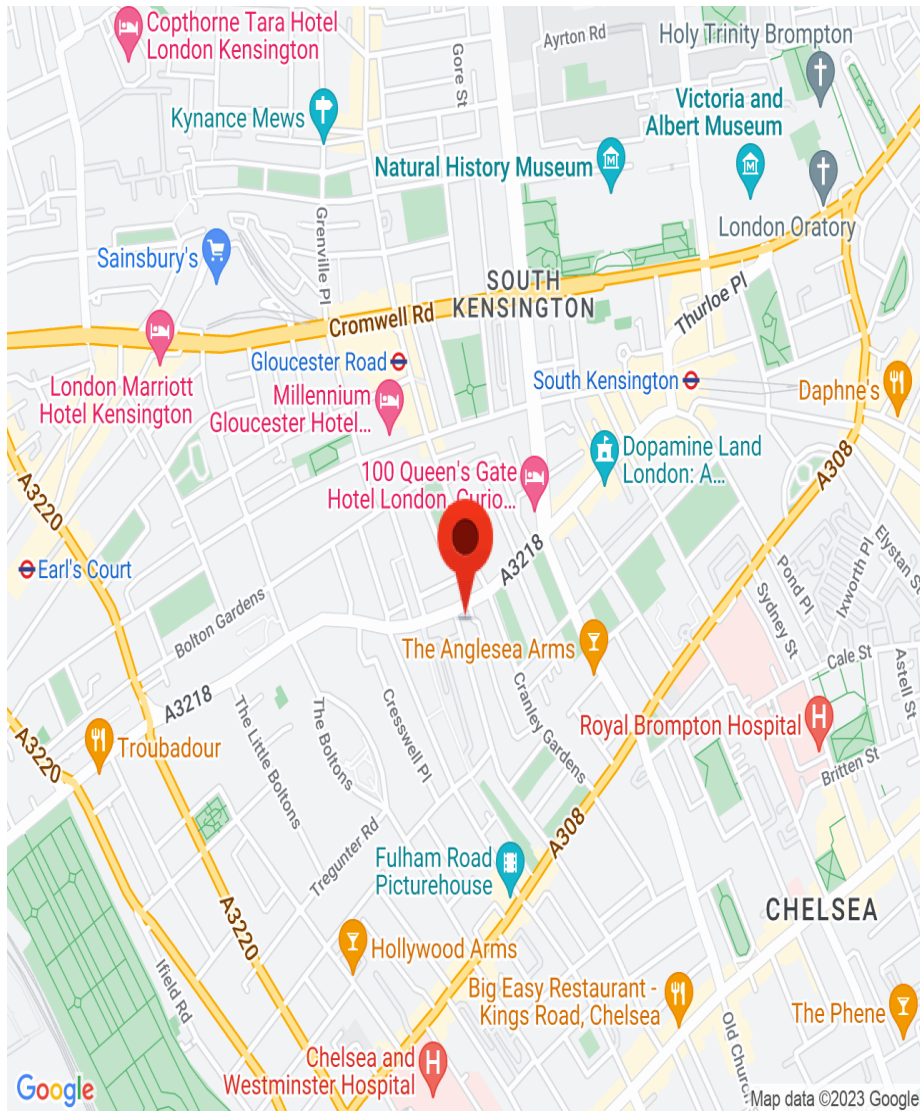 Copthorne Tara Hotel
London Kensington
Gore St
Ayrton Rd
Holy Trinity Brompton
Kynance Mews
Victoria and
Albert Museum
Natural History Museum
London Oratory
Grenville Pl
Sainsbury's
SOUTH
KENSINGTON
Thurloe Pl
Cromwell Rd
Gloucester Road
South Kensington
London Marriott
Hotel Kensington
Millennium
Gloucester Hotel...
Daphne's
Dopamine Land
London: A...
100 Queen's Gate
Hotel London, Curio...
A308
A3220
Earl's Court
A3218
Elystan St
Ixworth Pl
Pond Pl
Sydney St
Bolton Gardens
The Anglesea Arms
Cale St
Astell St
A3218
Cranley Gardens
Cresswell Pl
The Boltons
The Little Boltons
Royal Brompton Hospital
A3220
Troubadour
Britten St
Tregunter Rd
A308
Fulham Road
Picturehouse
CHELSEA
A3220
Hollywood Arms
Ifield Rd
Big Easy Restaurant -
Kings Road, Chelsea
The Phene
Old Churc
Chelsea and
Westminster Hospital
Google
Map data ©2023 Google